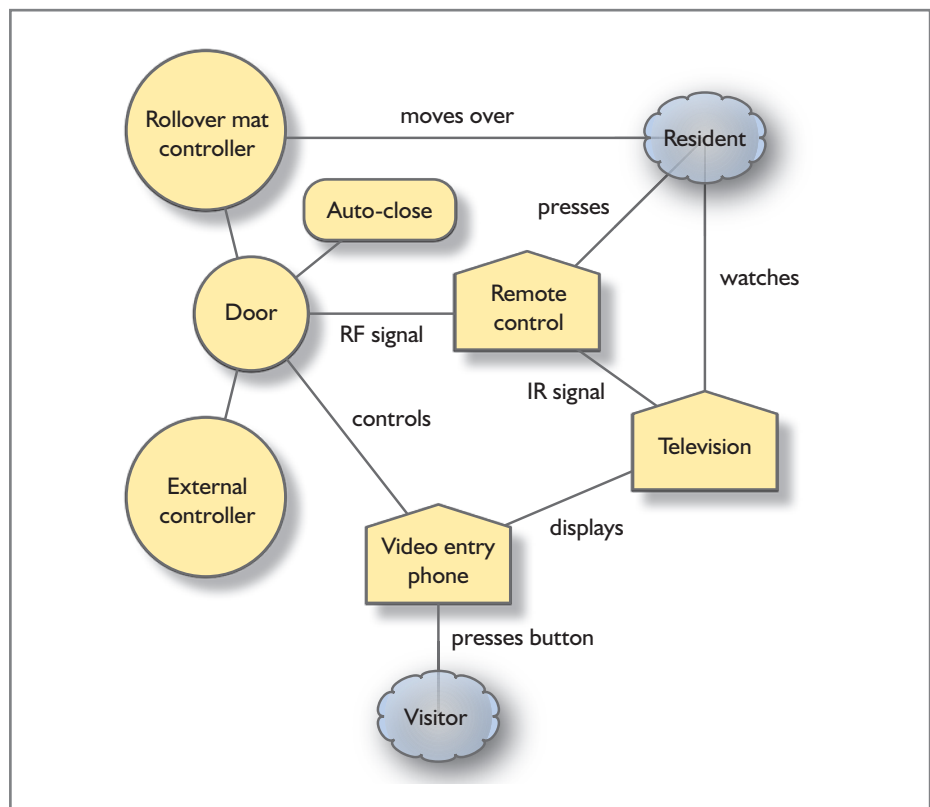 Rollover mat
controller
moves over
Resident
Auto-close
presses
Door
RF signal
Remote
control
watches
IR signal
controls
Television
External
controller
displays
Video entry
phone
presses button
Visitor